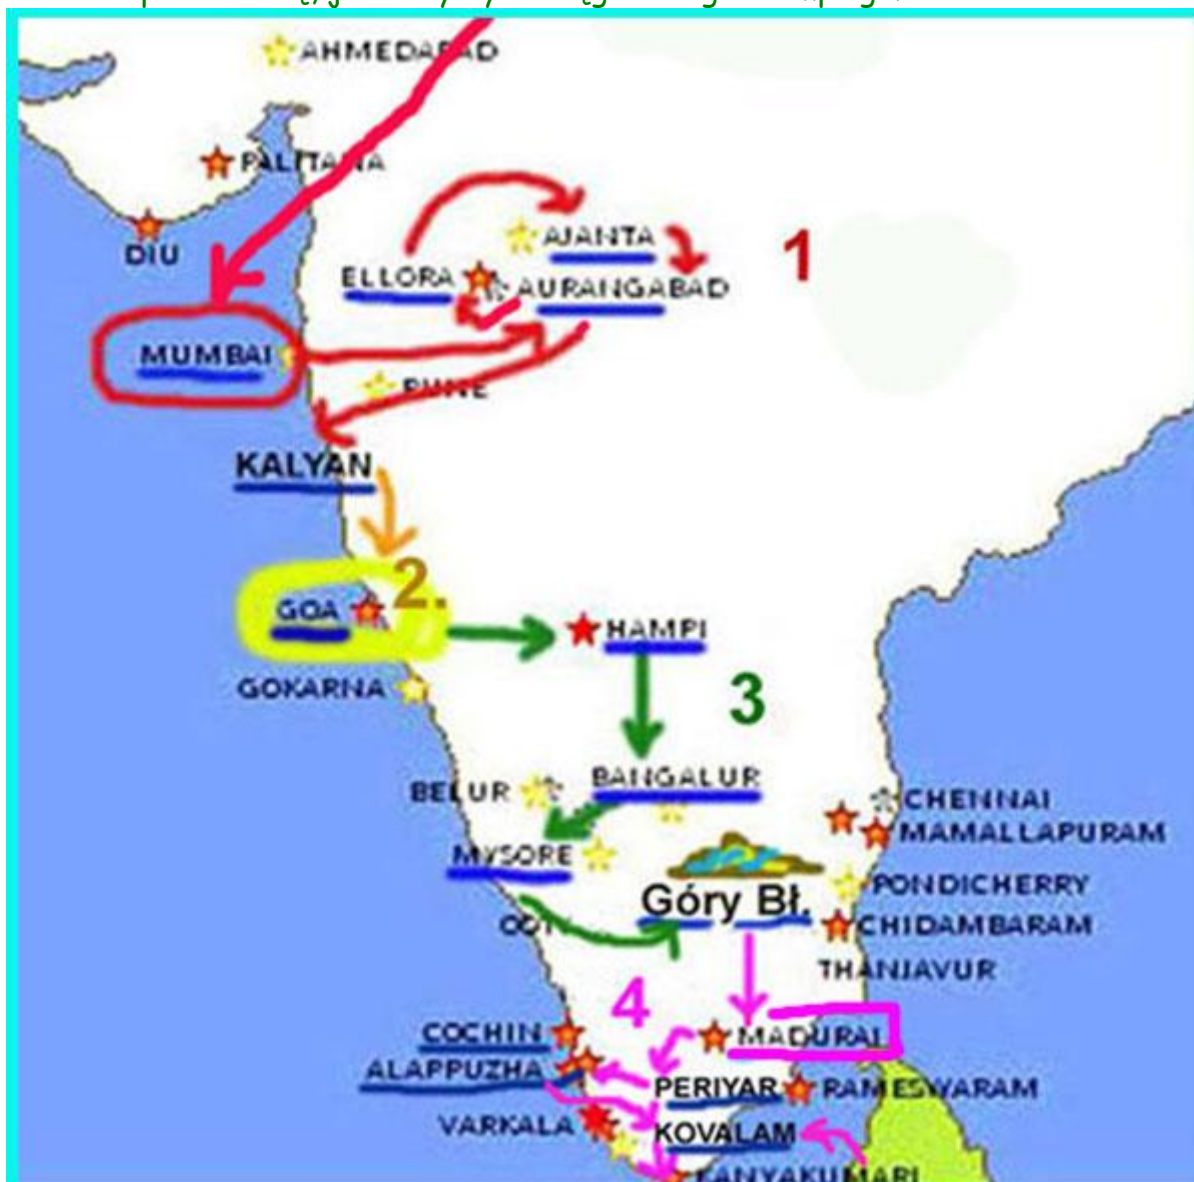 AHMEDABAD
PALITANA
DIU
AJANTA
1
ELLORA
AURANGABAD
MUMBAI
PUNE
KALYAN
2.
GOA
HAMPI
GOKARNA
3
BANGALUR
BELUR
CHENNAI
MAMALLAPURAM
MYSORE
PONDICHERRY
Góry Bł.
CHIDAMBARAM
THANJAVUR
4
COCHIN
MADURAI
ALAPPUZHA
PERIYAR
RAMESWARAM
VARKALA
KOVALAM
KANYAKUMARI